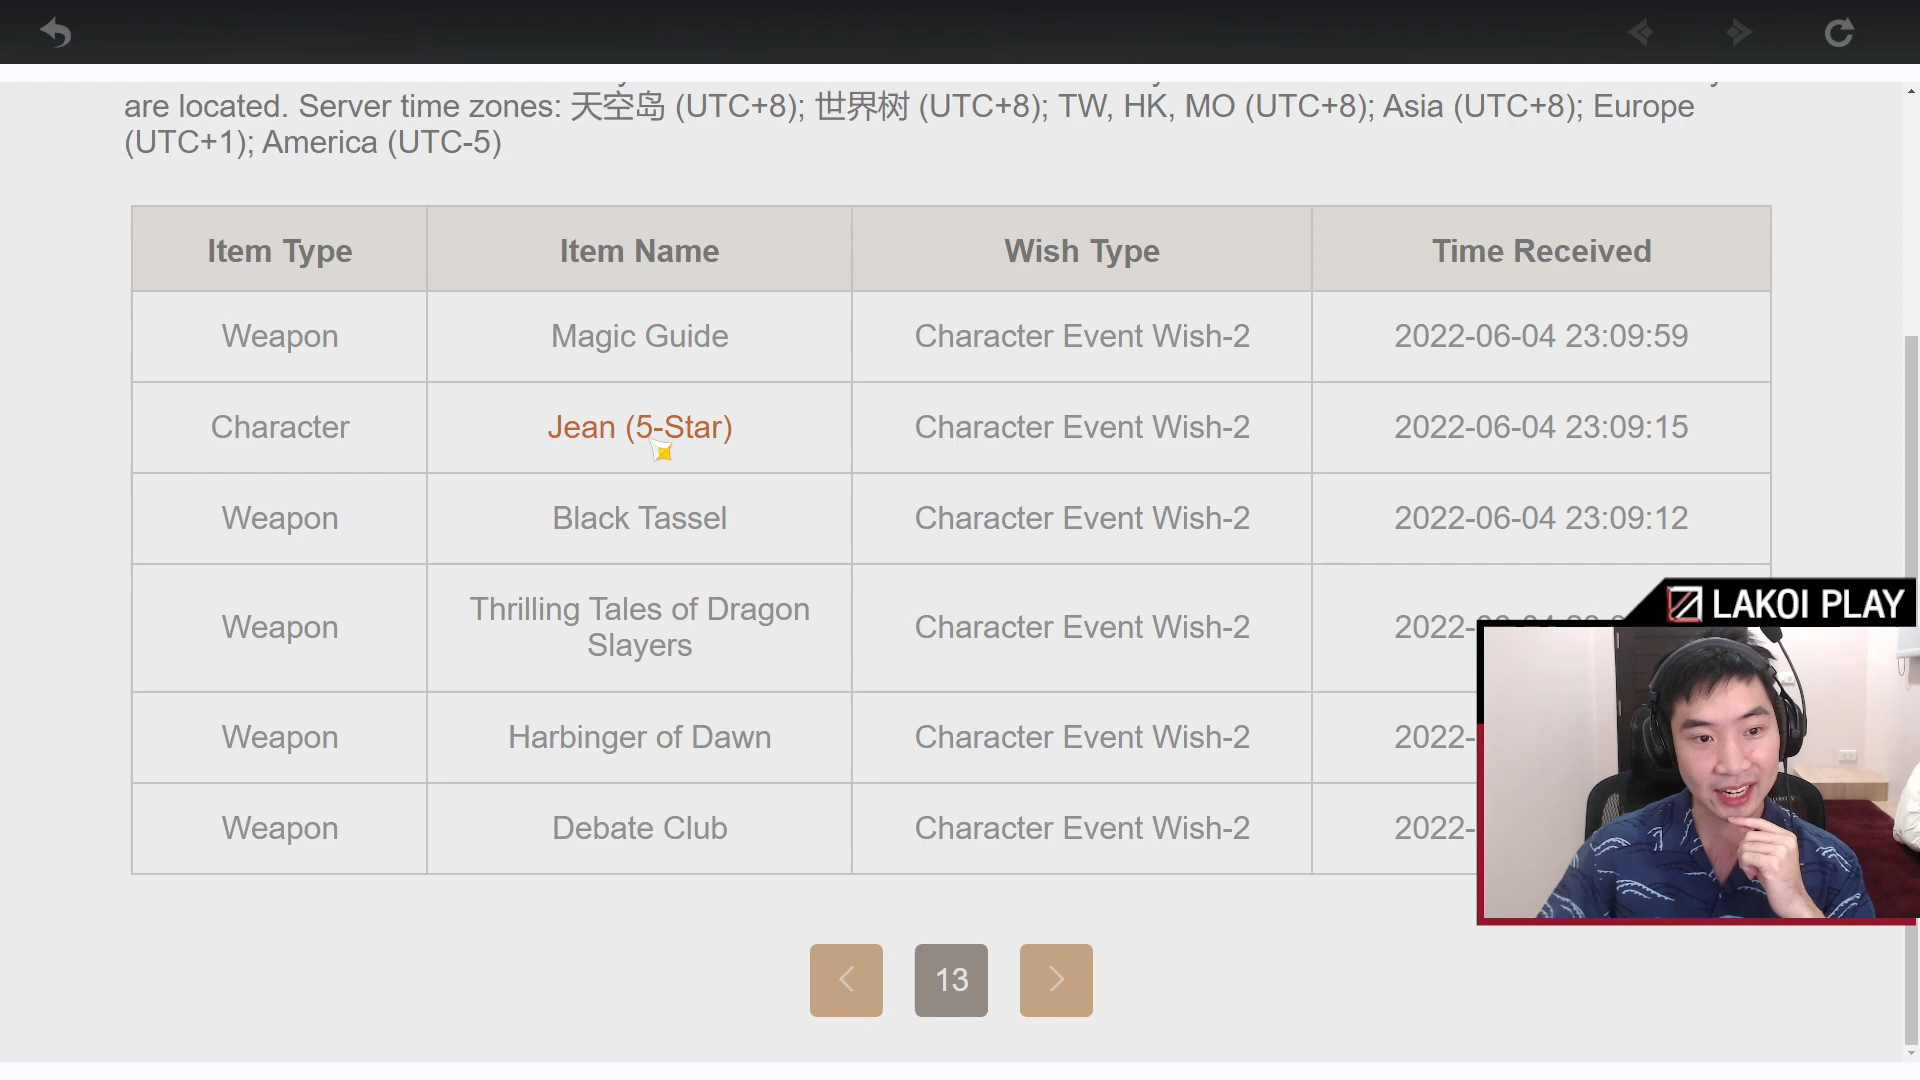 are located. Server time zones: 天空岛 (UTC+8); 世界树 (UTC+8); TW, HK, MO (UTC+8); Asia (UTC+8); Europe
(UTC+1); America (UTC-5)
Item Type Item Name Wish Type Time Received
Weapon Magic Guide Character Event Wish-2 2022-06-04 23:09:59
Character Jean (5-Star) Character Event Wish-2 2022-06-04 23:09:15
Weapon Black Tassel Character Event Wish-2 2022-06-04 23:09:12
Thrilling Tales of Dragon
Weapon Character Event Wish-2 2022-
Slayers
Weapon Harbinger of Dawn Character Event Wish-2 2022-
Weapon Debate Club Character Event Wish-2 2022-
LAKOI PLAY
13